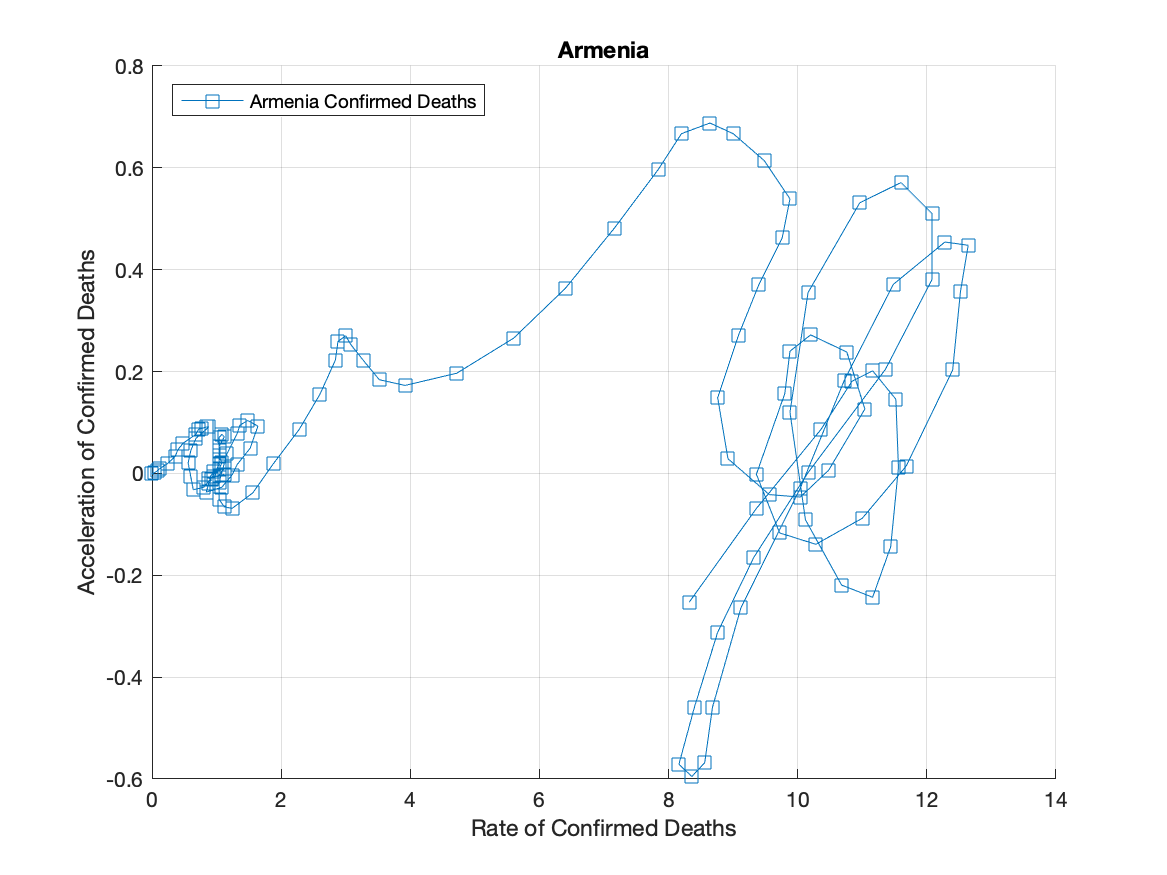 Armenia
0.8
Armenia Confirmed Deaths
0.6
0.4
0.2
0
-0.2
-0.4
-0.6
Acceleration of Confirmed Deaths
0 2 4 6 8 10 12 14
Rate of Confirmed Deaths